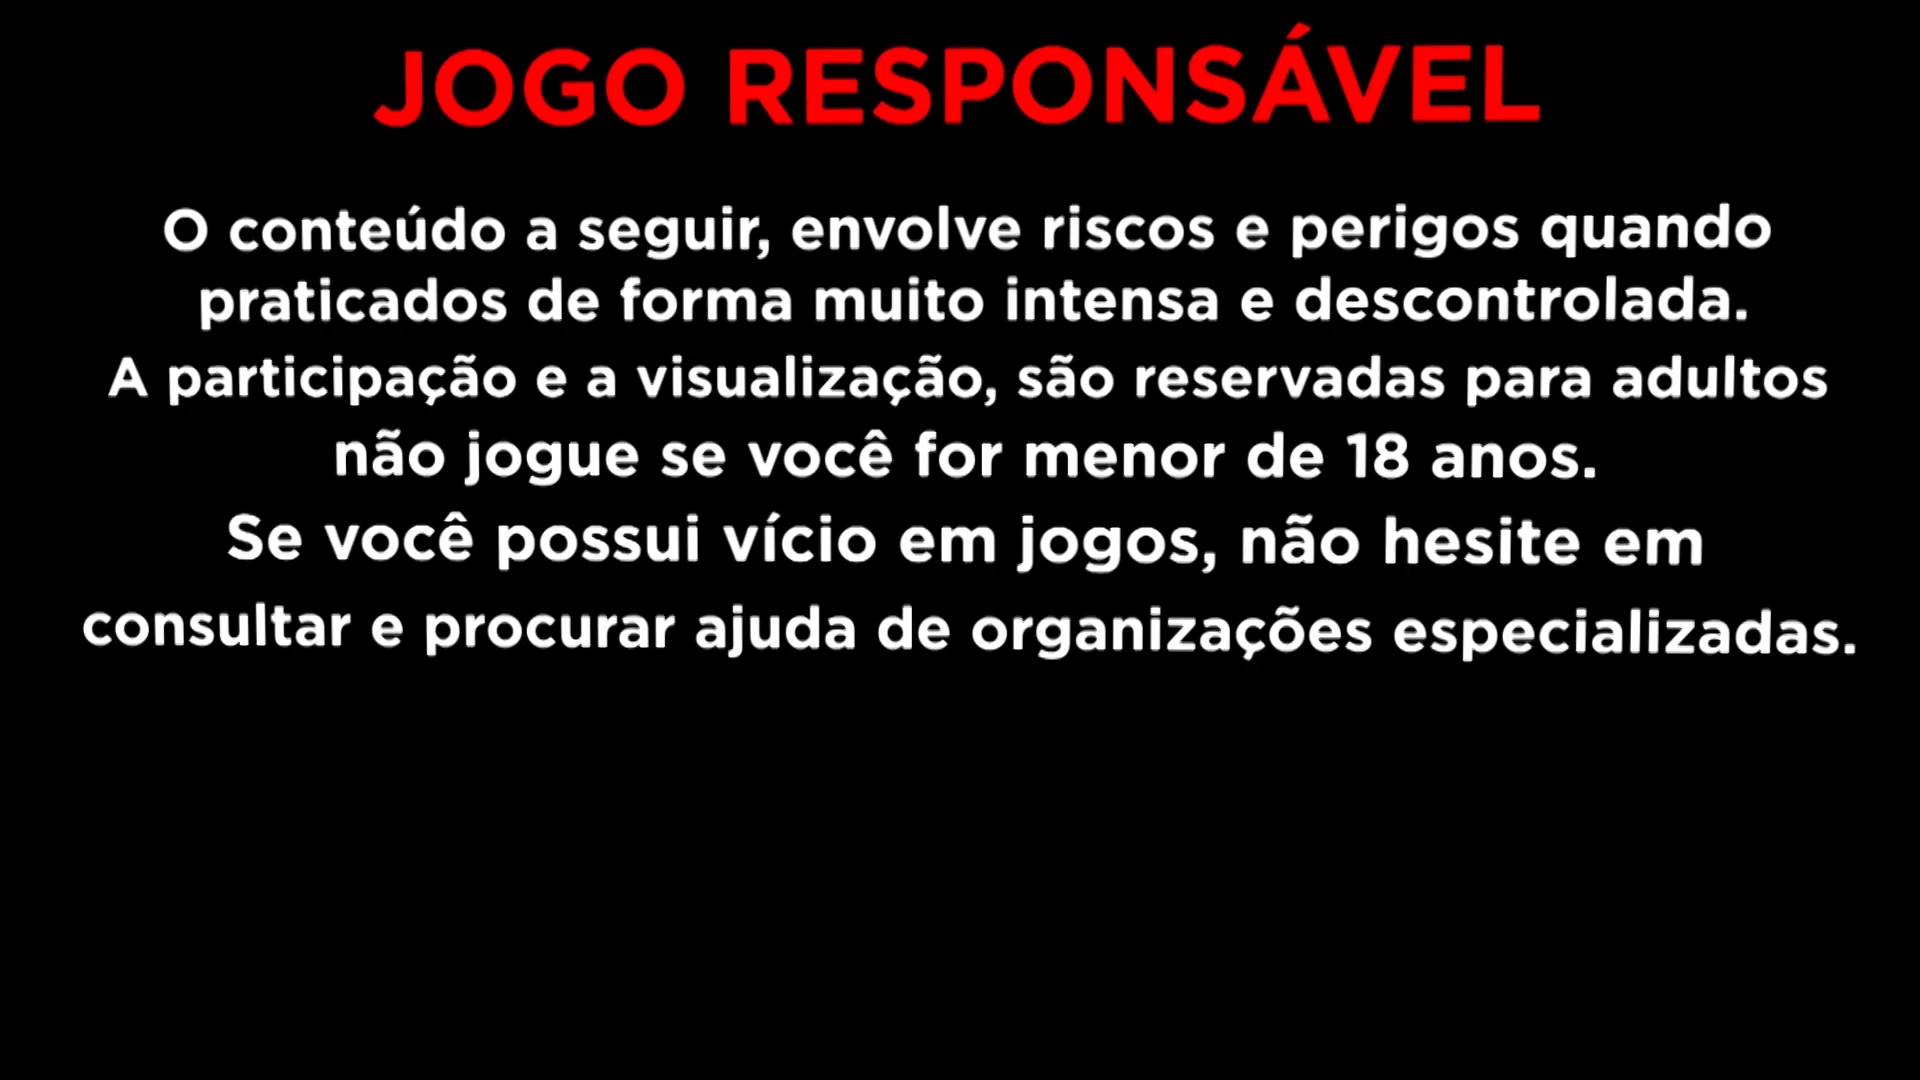 JOGO RESPONSÁVEL
O conteúdo a seguir, envolve riscos e perigos quando
praticados de forma muito intensa e descontrolada.
A participação e a visualização, são reservadas para adultos
não jogue se você for menor de 18 anos.
Se você possui vício em jogos, não hesite em
consultar e procurar ajuda de organizações especializadas.